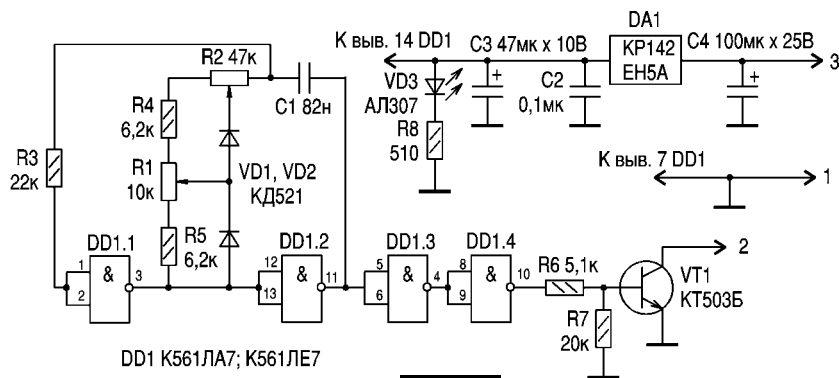 R2 47к
R4
6,2к
R1
10к
R3
22к
R5
6,2к
C1 82н
VD1, VD2
КД521
К выв. 14 DD1
C3 47мк х 10В
DA1
КР142
ЕН5А
C4 100мк х 25В
3
VD3
АЛ307
R8
510
+
C2
0,1мк
+
К выв. 7 DD1
1
DD1.1
&
1
2
3
DD1.2
&
12
13
11
DD1.3
&
5
6
4
DD1.4
&
8
9
10
R6 5,1к
R7
20к
2
VT1
КТ503Б
DD1 К561ЛА7; К561ЛЕ7